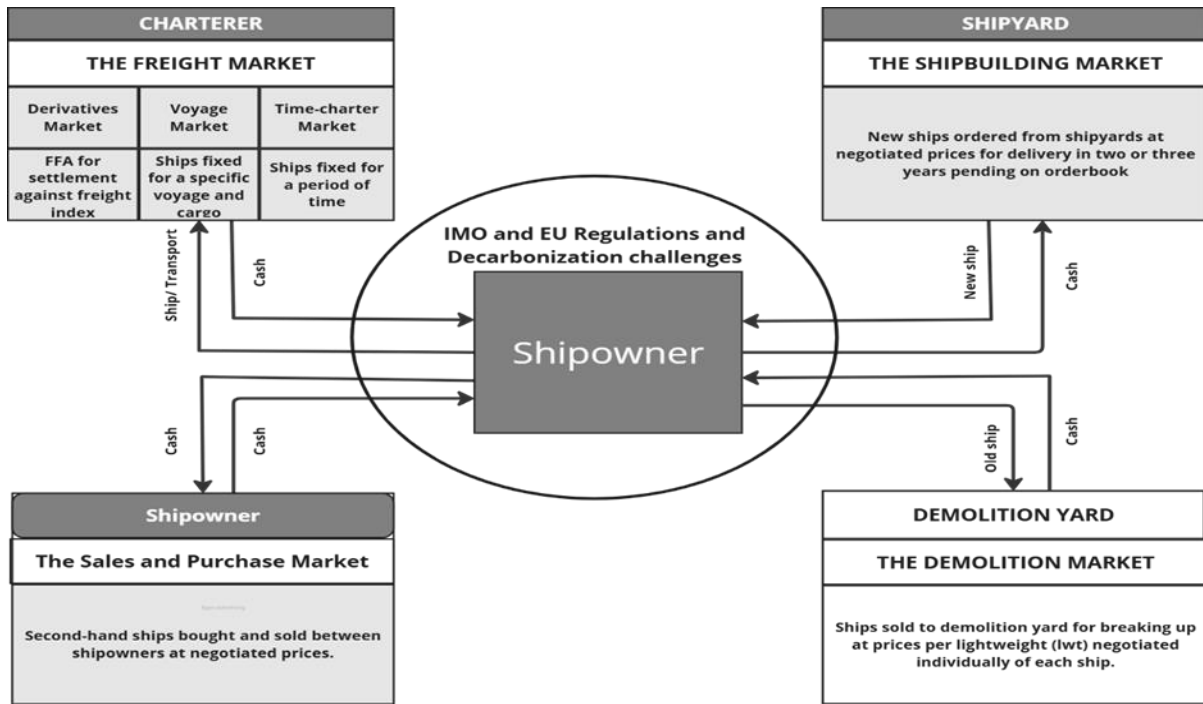 CHARTERER
THE FREIGHT MARKET
Derivatives
Market
Voyage
Market
Time-charter
Market
FFA for
settlement
against freight
index
Ships fixed
for a specific
voyage and
cargo
Ships fixed for
a period of
time
SHIPYARD
THE SHIPBUILDING MARKET
New ships ordered from shipyards at
negotiated prices for delivery in two or three
years pending on orderbook
Ship/ Transport
Cash
IMO and EU Regulations and
Decarbonization challenges
Shipowner
New ship
Cash
Cash
Cash
Old ship
Cash
Shipowner
The Sales and Purchase Market
Second-hand ships bought and sold between
shipowners at negotiated prices.
DEMOLITION YARD
THE DEMOLITION MARKET
Ships sold to demolition yard for breaking up
at prices per lightweight (lwt) negotiated
individually of each ship.